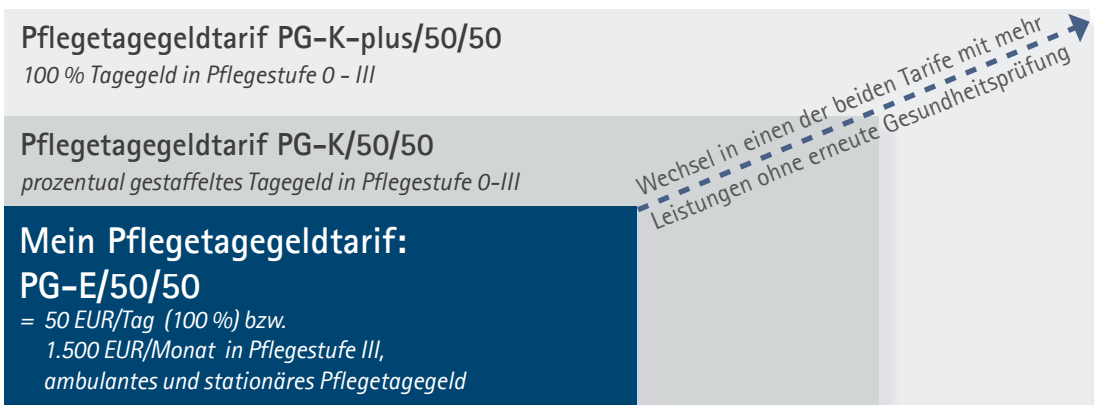 Pflegetagegeldtarif PG-K-plus/50/50
100 % Tagegeld in Pflegestufe 0 - III
Pflegetagegeldtarif PG-K/50/50
prozentual gestaffeltes Tagegeld in Pflegestufe 0-III
Wechsel in einen der beiden Tarife mit mehr
Leistungen ohne erneute Gesundheitsprüfung
Mein Pflegetagegeldtarif:
PG-E/50/50
= 50 EUR/Tag (100 %) bzw.
1.500 EUR/Monat in Pflegestufe III,
ambulantes und stationäres Pflegetagegeld